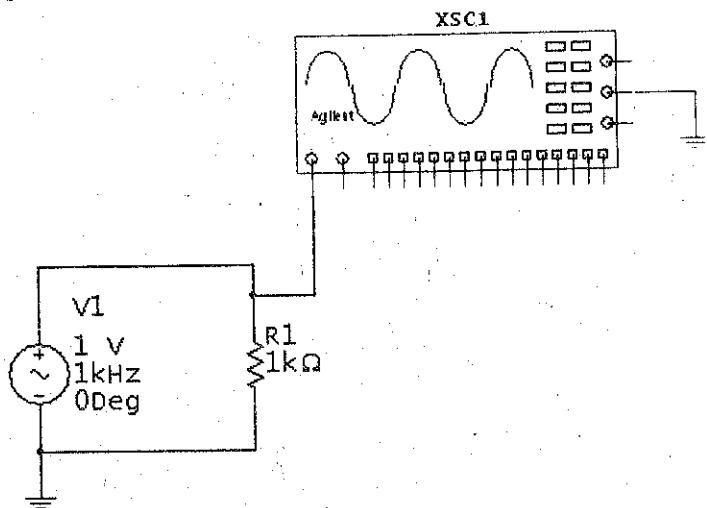 XSC1
Agilent
V1
1 V
1kHz
0Deg
R1
1kΩ